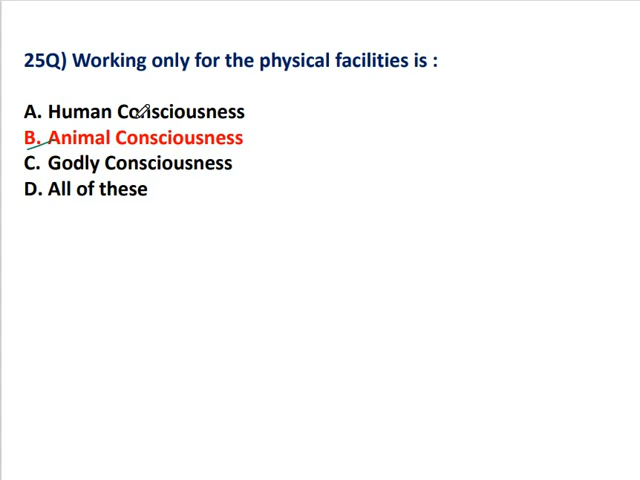 25Q) Working only for the physical facilities is :
A. Human Consciousness
B. Animal Consciousness
C. Godly Consciousness
D. All of these